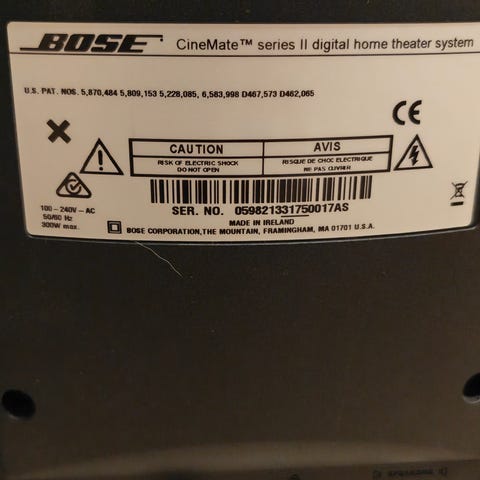 BOSE CineMate™ series II digital home theater system
U.S. PAT. NOS. 5,870,484 5,809,153 5,228,085, 6,583,998 D467,573 D462,065
CE
CAUTION AVIS
RISK OF ELECTRIC SHOCK RISQUE DE CHOC ELECTRIQUE
DO NOT OPEN NE PAS OUVRIR
SER. NO. 059821331750017AS
100-240V-AC
50/60 Hz
300W max.
MADE IN IRELAND
BOSE CORPORATION,THE MOUNTAIN, FRAMINGHAM, MA 01701 U.S.A.